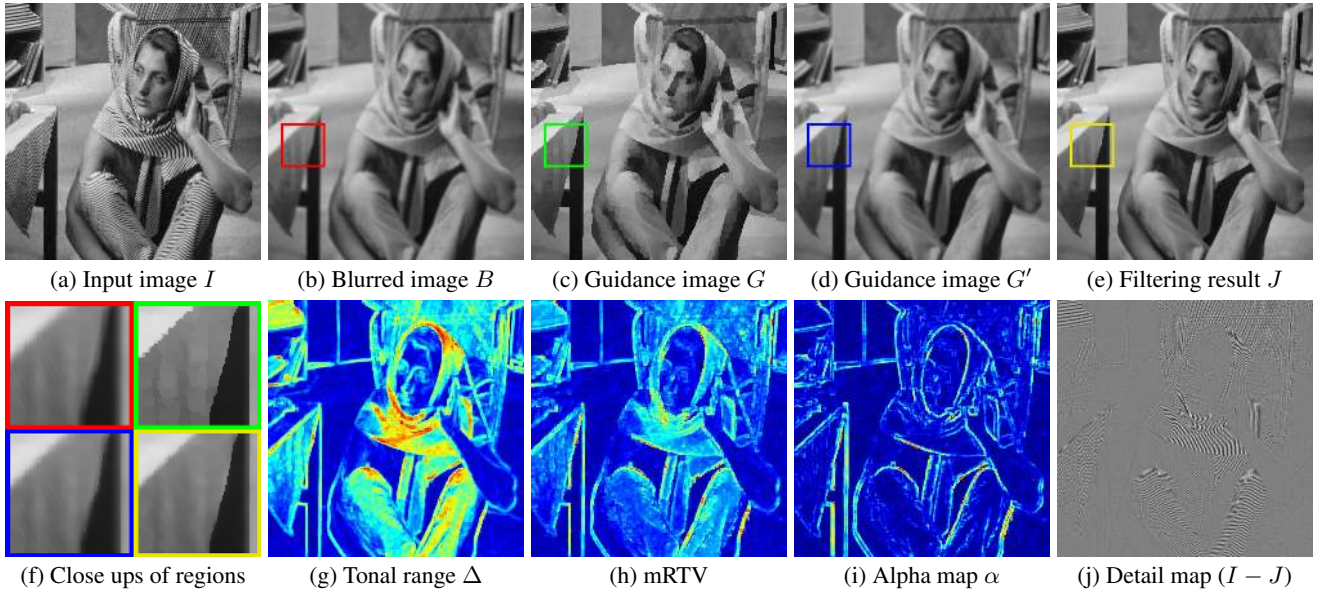 (a) Input image I
(b) Blurred image B
(c) Guidance image G
(d) Guidance image G′
(e) Filtering result J
(f) Close ups of regions
(g) Tonal range Δ
(h) mRTV
(i) Alpha map α
(j) Detail map (I − J)